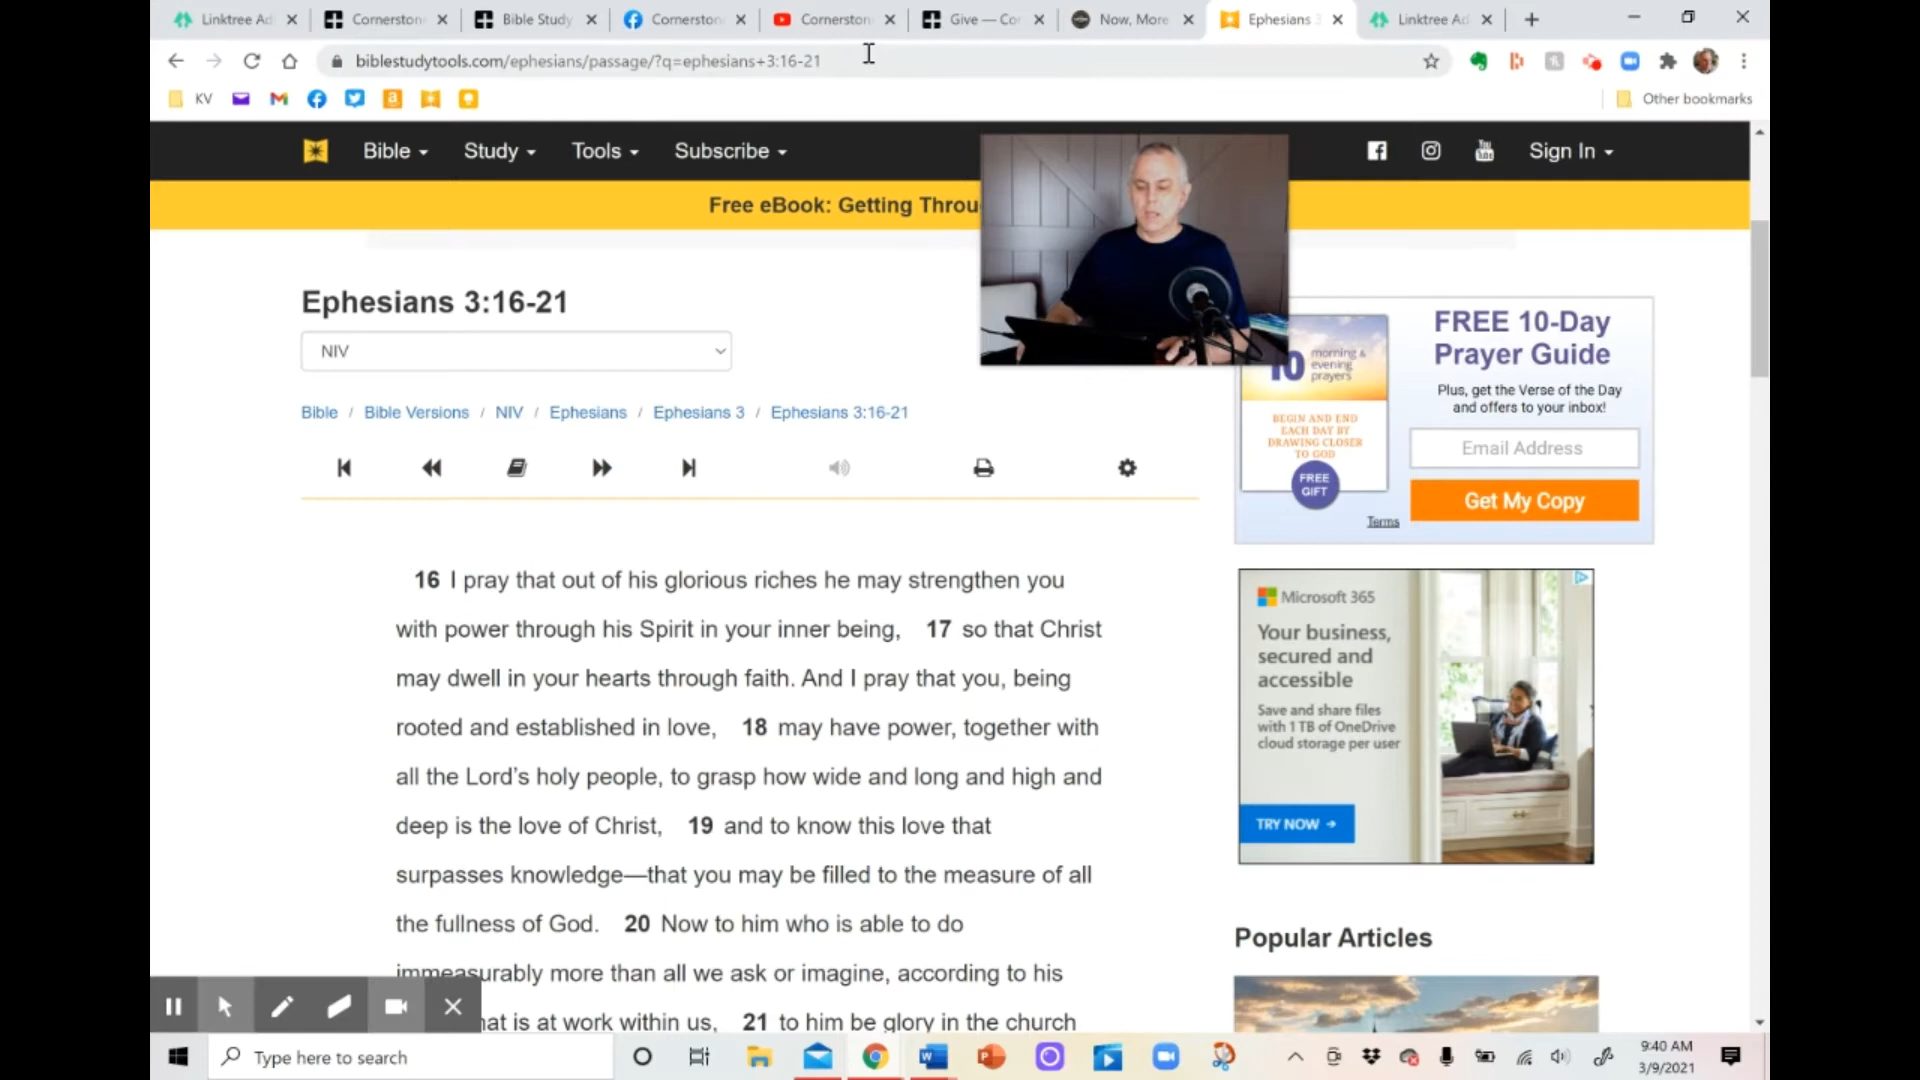 Linktree Ad
Cornerston
Bible Study
Cornerston
Cornerston
Give — Co
Now, More
Ephesians 3
Linktree Ad
biblestudytools.com/ephesians/passage/?q=ephesians+3:16-21
KV
Other bookmarks
Bible
Study
Tools
Subscribe
You Tube
Sign In
Free eBook: Getting Throu
Ephesians 3:16-21
NIV
Bible / Bible Versions / NIV / Ephesians / Ephesians 3 / Ephesians 3:16-21
16 I pray that out of his glorious riches he may strengthen you
with power through his Spirit in your inner being, 17 so that Christ
may dwell in your hearts through faith. And I pray that you, being
rooted and established in love, 18 may have power, together with
all the Lord's holy people, to grasp how wide and long and high and
deep is the love of Christ, 19 and to know this love that
surpasses knowledge—that you may be filled to the measure of all
the fullness of God. 20 Now to him who is able to do
immeasurably more than all we ask or imagine, according to his
hat is at work within us, 21 to him be glory in the church
10
morning &
evening
prayers
BEGIN AND END
EACH DAY BY
DRAWING CLOSER
TO GOD
FREE
GIFT
FREE 10-Day
Prayer Guide
Plus, get the Verse of the Day
and offers to your inbox!
Email Address
Get My Copy
Terms
Microsoft 365
Your business,
secured and
accessible
Save and share files
with 1 TB of OneDrive
cloud storage per user
TRY NOW →
Popular Articles
Type here to search
9:40 AM
3/9/2021